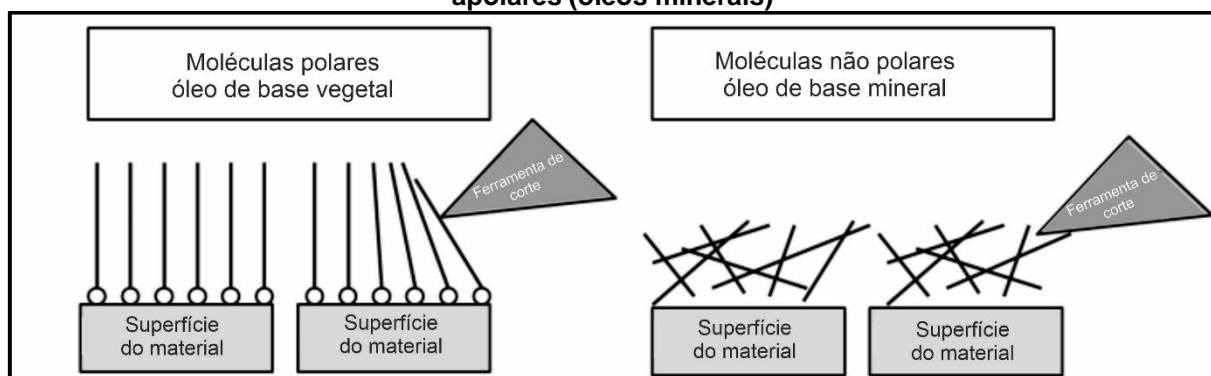 apolares (óleos minerais)
Moléculas polares
óleo de base vegetal
Moléculas não polares
óleo de base mineral
Ferramenta de
corte
Ferramenta de
corte
Superfície
do material
Superfície
do material
Superfície
do material
Superfície
do material